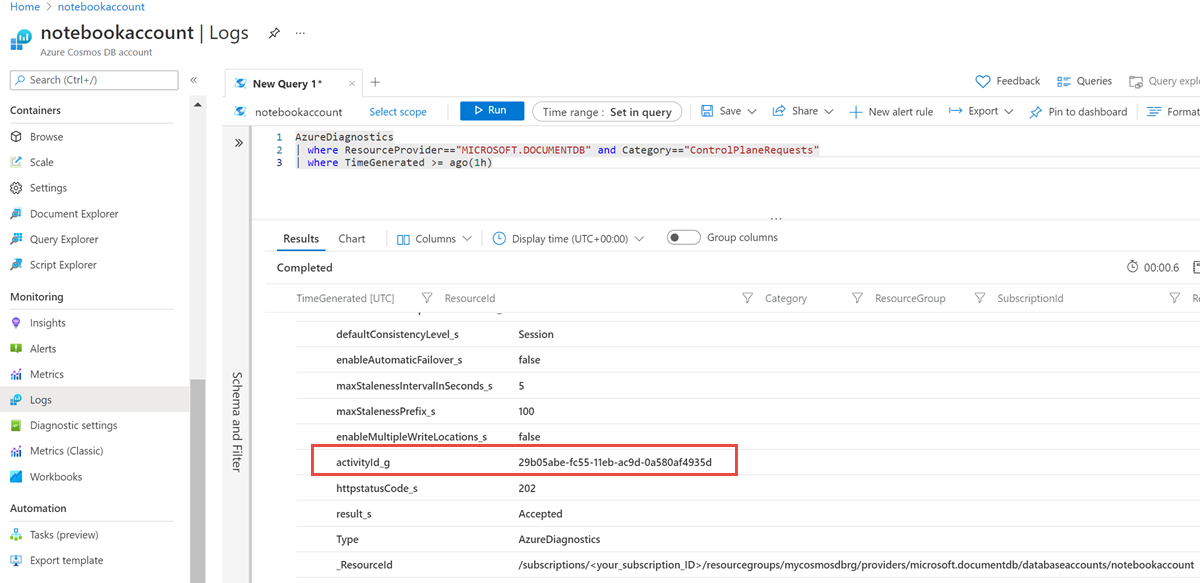 Home > notebookaccount
notebookaccount | Logs
Azure Cosmos DB account
Search (Ctrl+/)
Containers
Browse
Scale
Settings
Document Explorer
Query Explorer
Script Explorer
Monitoring
Insights
Alerts
Metrics
Logs
Diagnostic settings
Metrics (Classic)
Workbooks
Automation
Tasks (preview)
Export template
New Query 1*
Feedback Queries Query explo
notebookaccount Select scope Run Time range : Set in query Save Share New alert rule Export Pin to dashboard Format
1 AzureDiagnostics
2 | where ResourceProvider=="MICROSOFT.DOCUMENTDB" and Category=="ControlPlaneRequests"
3 | where TimeGenerated >= ago(1h)
Schema and Filter
Results Chart Columns Display time (UTC+00:00) Group columns
Completed 00:00.6
TimeGenerated [UTC] ResourceId Category ResourceGroup SubscriptionId Re
defaultConsistencyLevel_s Session
enableAutomaticFailover_s false
maxStalenessIntervalInSeconds_s 5
maxStalenessPrefix_s 100
enableMultipleWriteLocations_s false
activityId_g 29b05abe-fc55-11eb-ac9d-0a580af4935d
httpstatusCode_s 202
result_s Accepted
Type AzureDiagnostics
_ResourceId /subscriptions/<your_subscription_ID>/resourcegroups/mycosmosdbrg/providers/microsoft.documentdb/databaseaccounts/notebookaccount